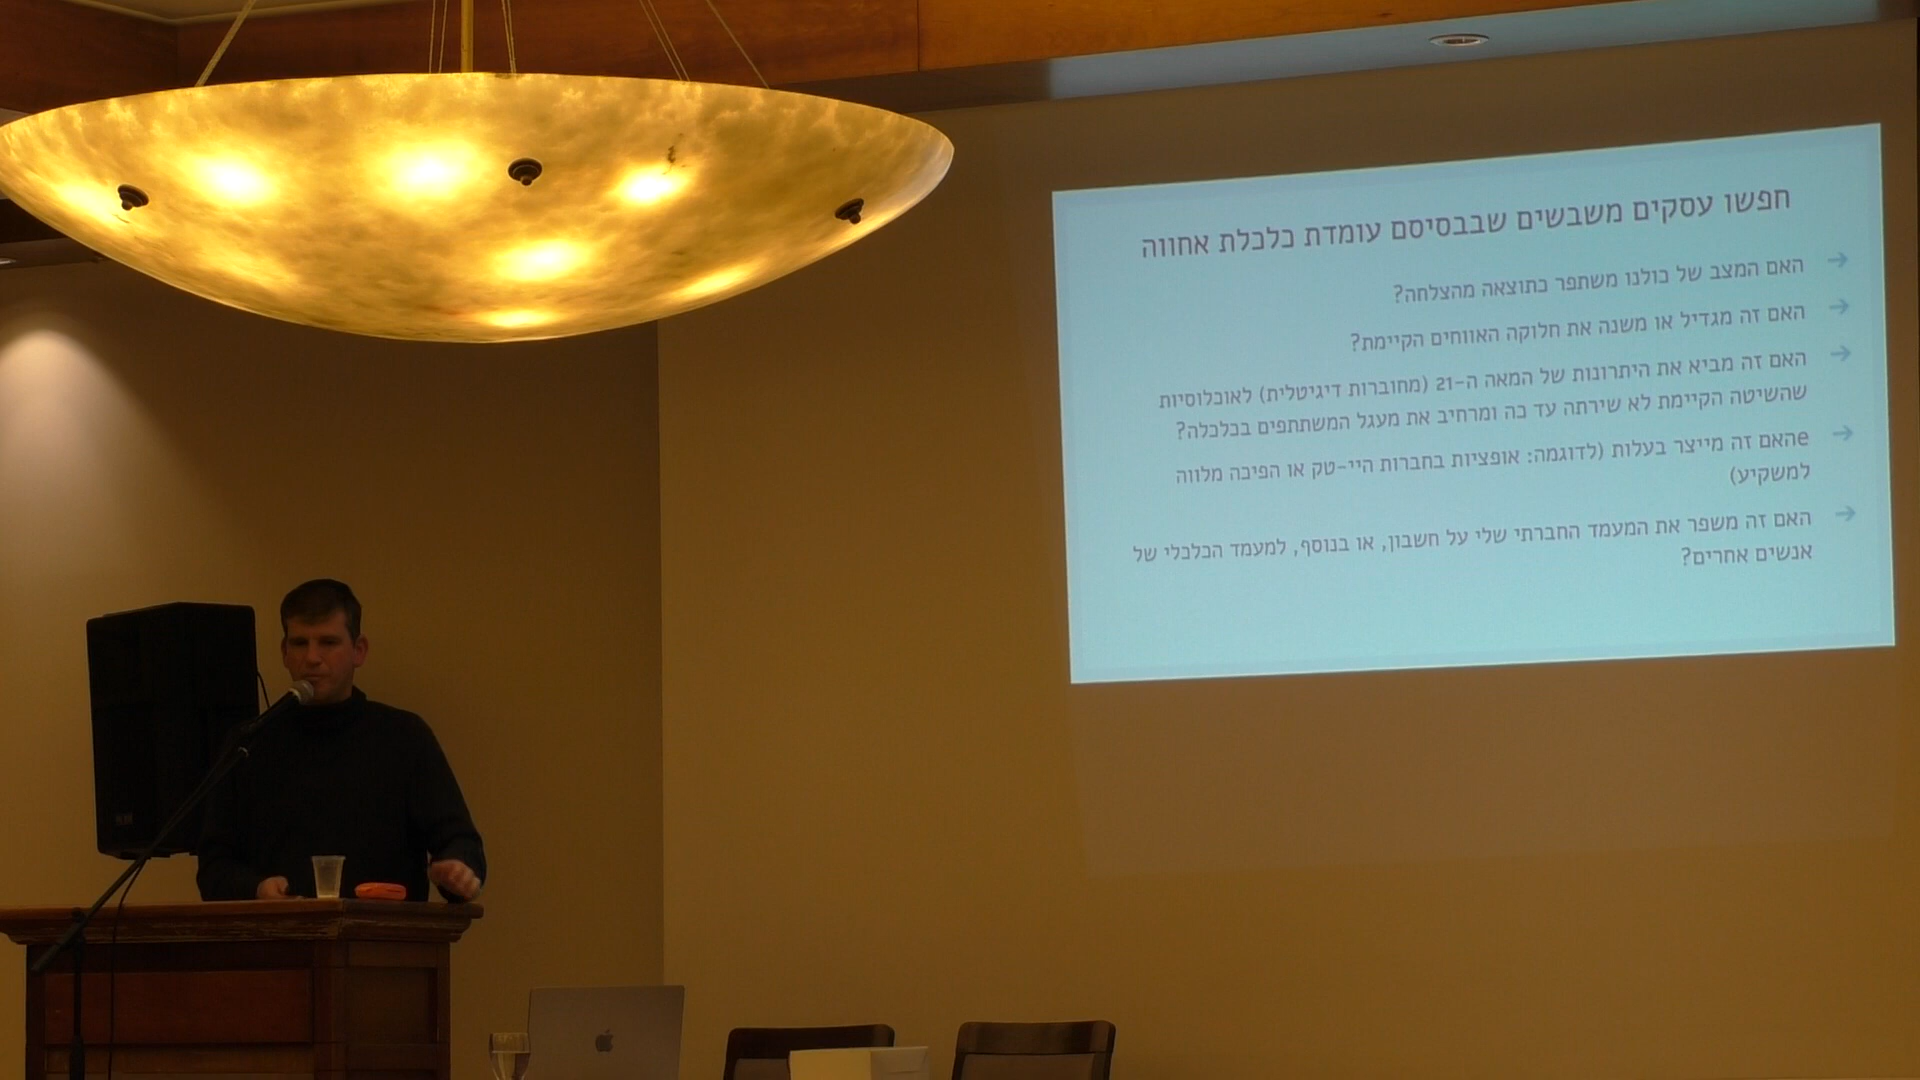 חפשו עסקים משבשים שבבסיסם עומדת כלכלת אחווה
האם המצב של כולנו משתפר כתוצאה מהצלחה?
האם זה מגדיל או משנה את חלוקה האווחים הקיימת?
האם זה מביא את היתרונות של המאה ה-21 (מחוברות דיגיטלית) לאוכלוסיות
שהשיטה הקיימת לא שירתה עד כה ומרחיב את מעגל המשתתפים בכלכלה?
eהאם זה מייצר בעלות (לדוגמה: אופציות בחברות היי-טק או הפיכה מלווה
למשקיע)
האם זה משפר את המעמד החברתי שלי על חשבון, או בנוסף, למעמד הכלכלי של
אנשים אחרים?